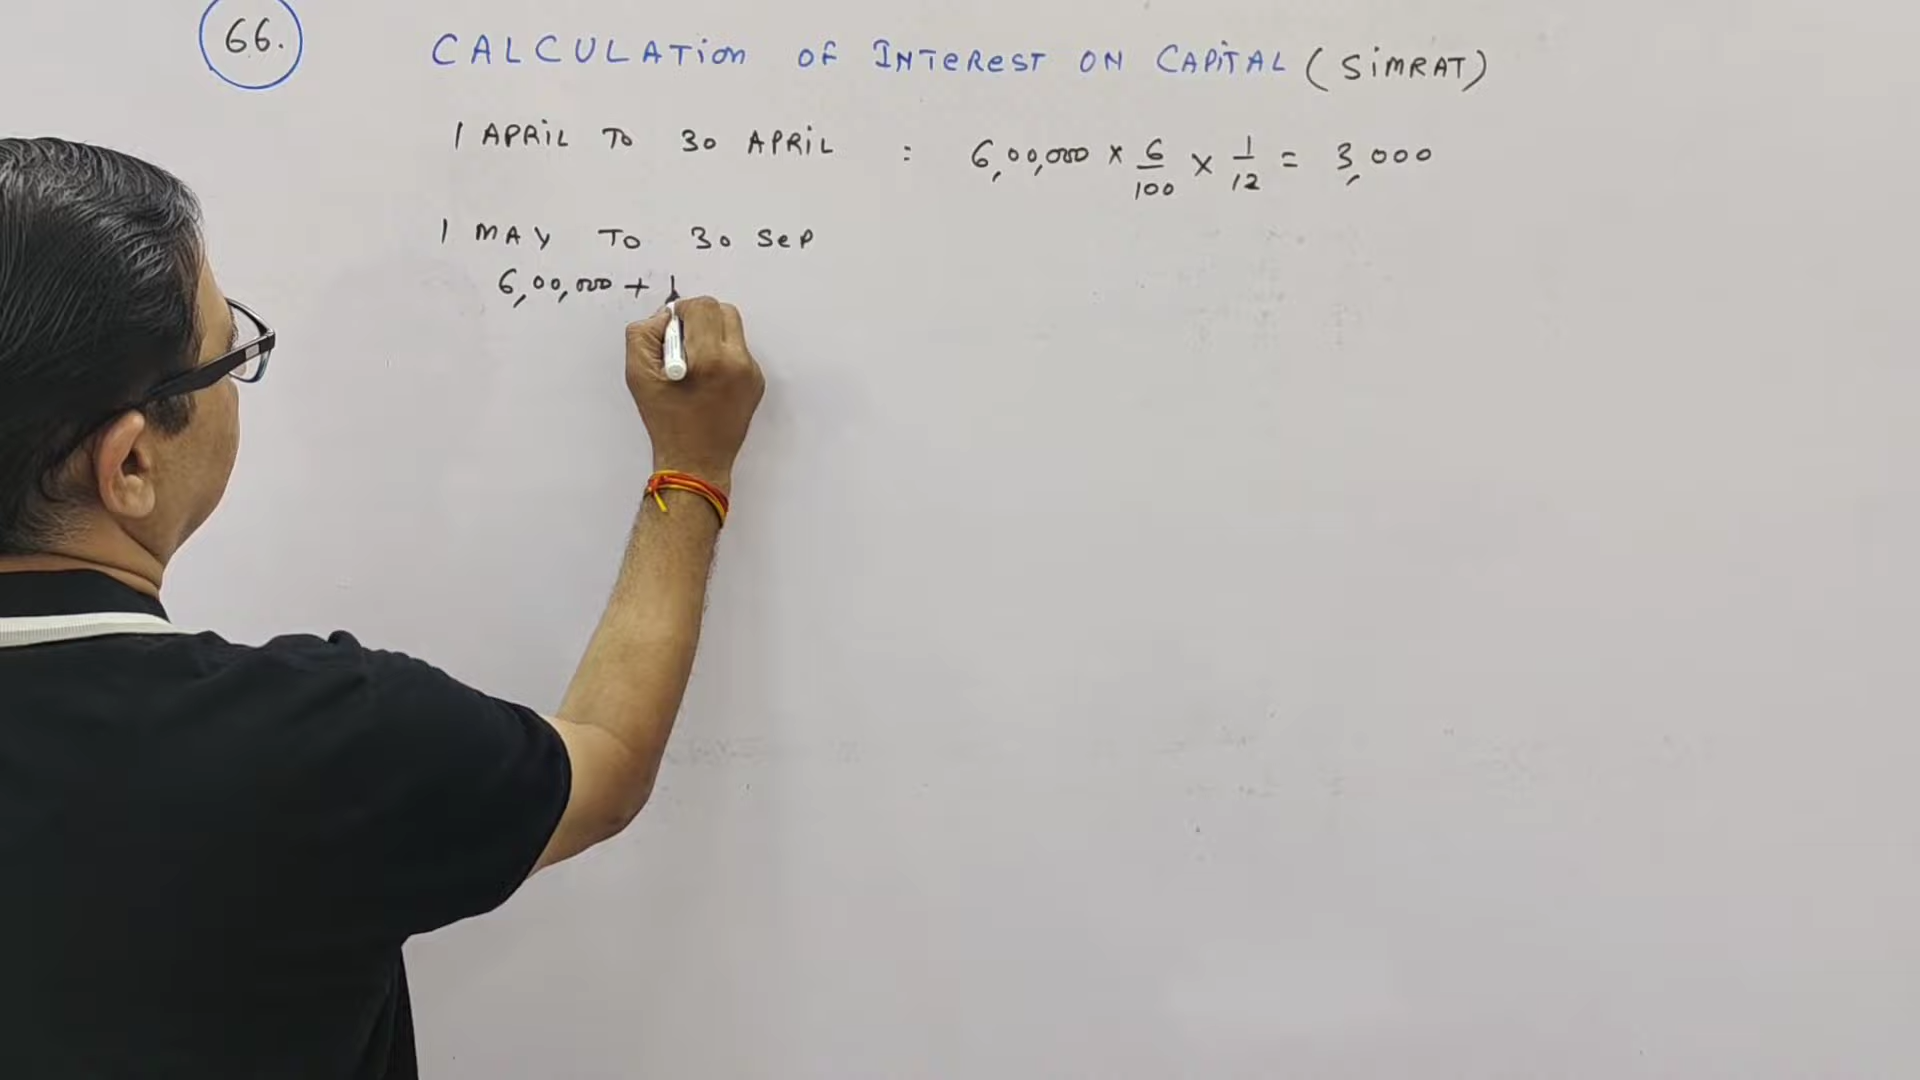 66.
CALCULATion OF INTEREST ON CAPITAL (SiMRAT)
1 APRiL To 30 APRiL : 6,00,000 × 6/100 × 1/12 = 3,000
1 MAY To 30 SeP
6,00,000 + 1